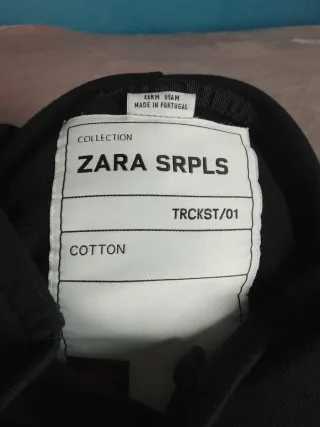 EUR M USA M
MADE IN PORTUGAL
COLLECTION
ZARA SRPLS
TRCKST/01
COTTON